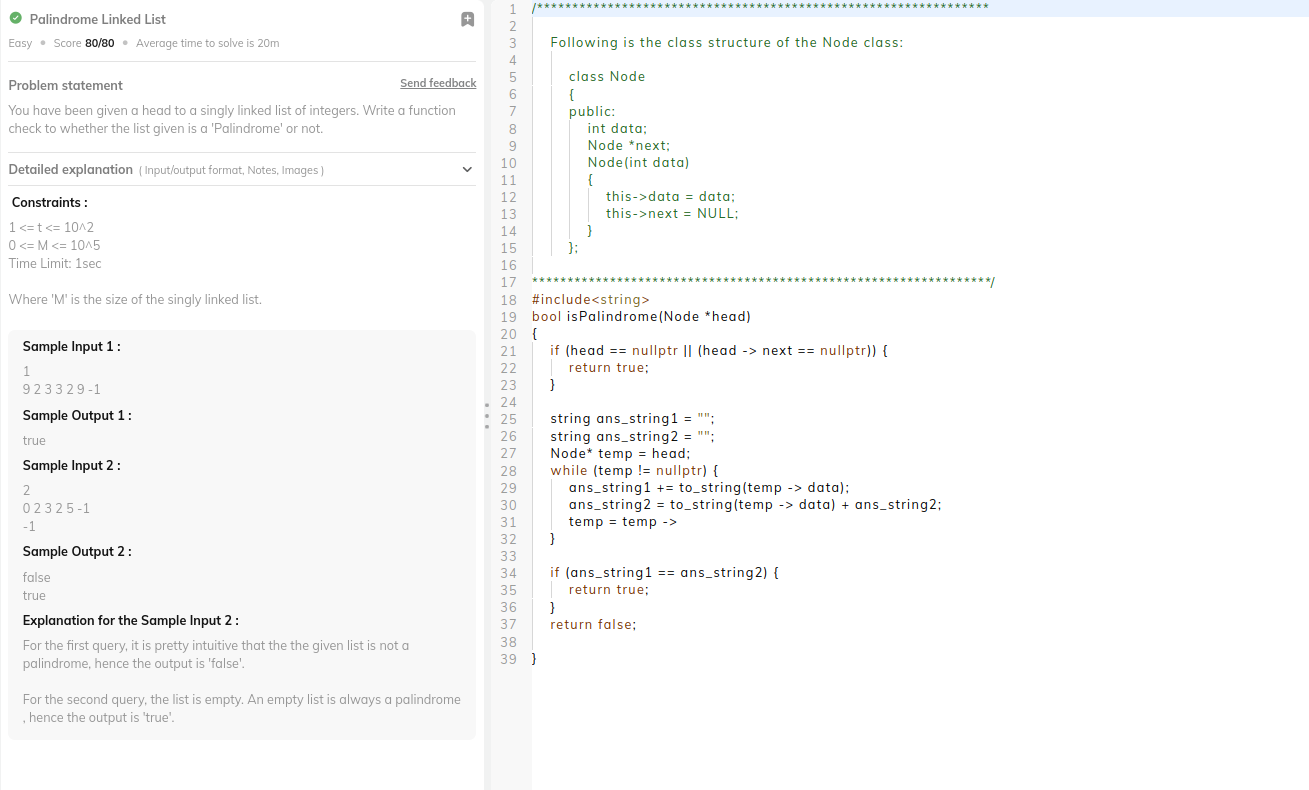 Palindrome Linked List
Easy • Score 80/80 • Average time to solve is 20m
Problem statement
Send feedback
You have been given a head to a singly linked list of integers. Write a function
check to whether the list given is a 'Palindrome' or not.
Detailed explanation ( Input/output format, Notes, Images )
Constraints :
1 <= t <= 10^2
0 <= M <= 10^5
Time Limit: 1sec
Where 'M' is the size of the singly linked list.
Sample Input 1 :
1
9 2 3 3 2 9 -1
Sample Output 1 :
true
Sample Input 2 :
2
0 2 3 2 5 -1
-1
Sample Output 2 :
false
true
Explanation for the Sample Input 2 :
For the first query, it is pretty intuitive that the the given list is not a
palindrome, hence the output is 'false'.
For the second query, the list is empty. An empty list is always a palindrome
, hence the output is 'true'.
1 /****************************************************************
2
3 Following is the class structure of the Node class:
4
5 class Node
6 {
7 public:
8 int data;
9 Node *next;
10 Node(int data)
11 {
12 this->data = data;
13 this->next = NULL;
14 }
15 };
16
17 *****************************************************************/
18 #include<string>
19 bool isPalindrome(Node *head)
20 {
21 if (head == nullptr || (head -> next == nullptr)) {
22 return true;
23 }
24
25 string ans_string1 = "";
26 string ans_string2 = "";
27 Node* temp = head;
28 while (temp != nullptr) {
29 ans_string1 += to_string(temp -> data);
30 ans_string2 = to_string(temp -> data) + ans_string2;
31 temp = temp ->
32 }
33
34 if (ans_string1 == ans_string2) {
35 return true;
36 }
37 return false;
38
39 }